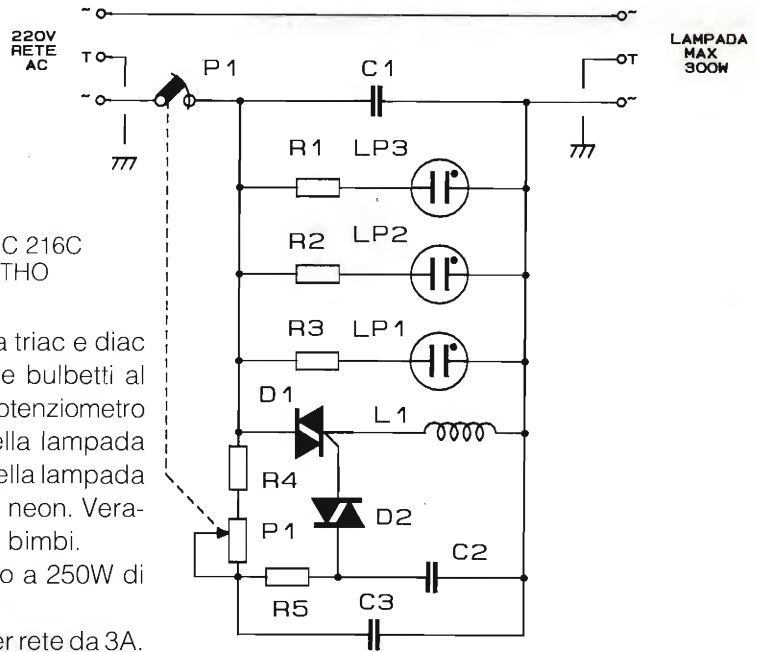 220V
RETE
AC
~
T
~
P1
C1
~
T
~
LAMPADA
MAX
300W
R1 LP3
R2 LP2
R3 LP1
D1
L1
R4
P1
D2
R5
C2
C3
C 216C
THO
a triac e diac
e bulbetti al
otenziometro
ella lampada
ella lampada
neon. Vera-
bimbi.
o a 250W di
er rete da 3A.